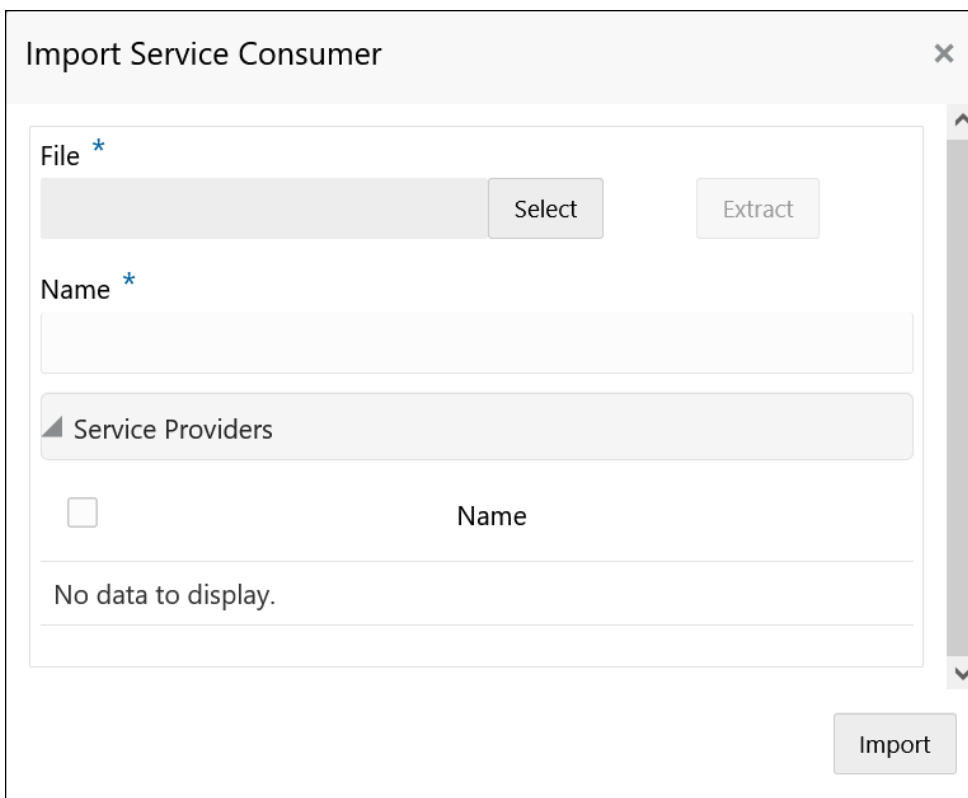 Import Service Consumer
File *
Select
Extract
Name *
Service Providers
Name
No data to display.
Import